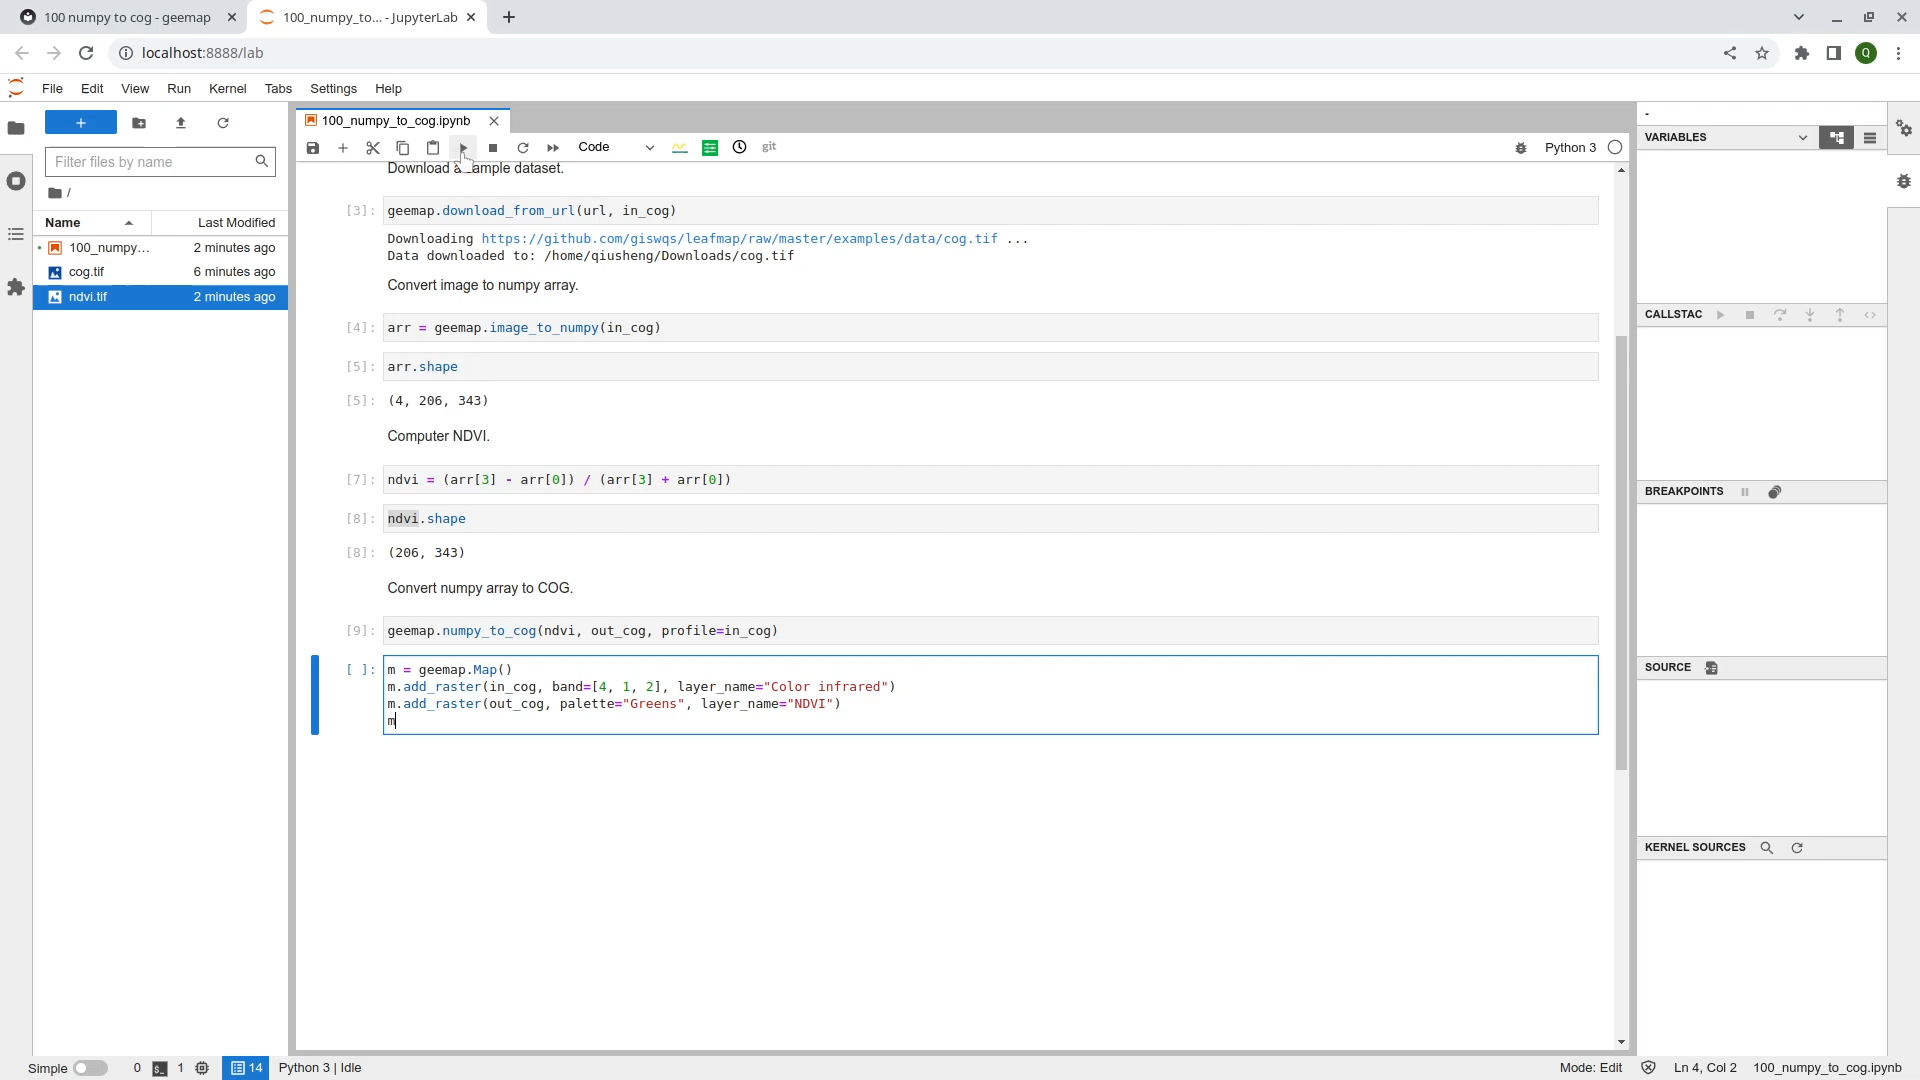 100 numpy to cog - geemap
100_numpy_to... - JupyterLab
localhost:8888/lab
Q
File Edit View Run Kernel Tabs Settings Help
Filter files by name
/
Name Last Modified
100_numpy... 2 minutes ago
cog.tif 6 minutes ago
ndvi.tif 2 minutes ago
100_numpy_to_cog.ipynb
Code git Python 3
Download a sample dataset.
[3]: geemap.download_from_url(url, in_cog)
Downloading https://github.com/giswqs/leafmap/raw/master/examples/data/cog.tif ...
Data downloaded to: /home/qiusheng/Downloads/cog.tif
Convert image to numpy array.
[4]: arr = geemap.image_to_numpy(in_cog)
[5]: arr.shape
[5]: (4, 206, 343)
Computer NDVI.
[7]: ndvi = (arr[3] - arr[0]) / (arr[3] + arr[0])
[8]: ndvi.shape
[8]: (206, 343)
Convert numpy array to COG.
[9]: geemap.numpy_to_cog(ndvi, out_cog, profile=in_cog)
[ ]: m = geemap.Map()
m.add_raster(in_cog, band=[4, 1, 2], layer_name="Color infrared")
m.add_raster(out_cog, palette="Greens", layer_name="NDVI")
m
-
VARIABLES
CALLSTAC
BREAKPOINTS
SOURCE
KERNEL SOURCES
Simple 0 1 14 Python 3 | Idle Mode: Edit Ln 4, Col 2 100_numpy_to_cog.ipynb